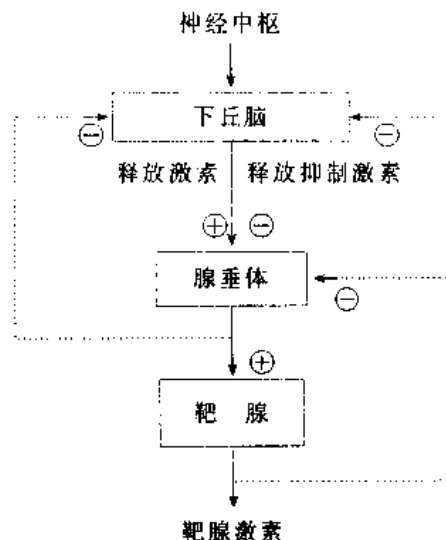 神经中枢
下丘脑
释放激素 释放抑制激素
腺垂体
靶 腺
靶腺激素